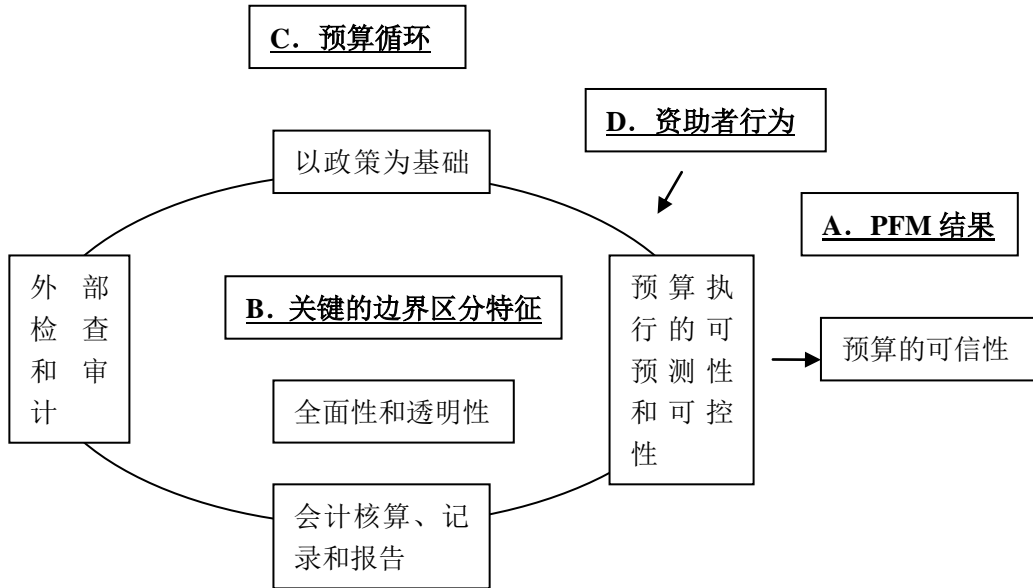 C. 预算循环
D. 资助者行为
以政策为基础
A. PFM 结果
外部
检查
和审
计
B. 关键的边界区分特征
预算执
行的可
预测性
和可控
性
预算的可信性
全面性和透明性
会计核算、记
录和报告